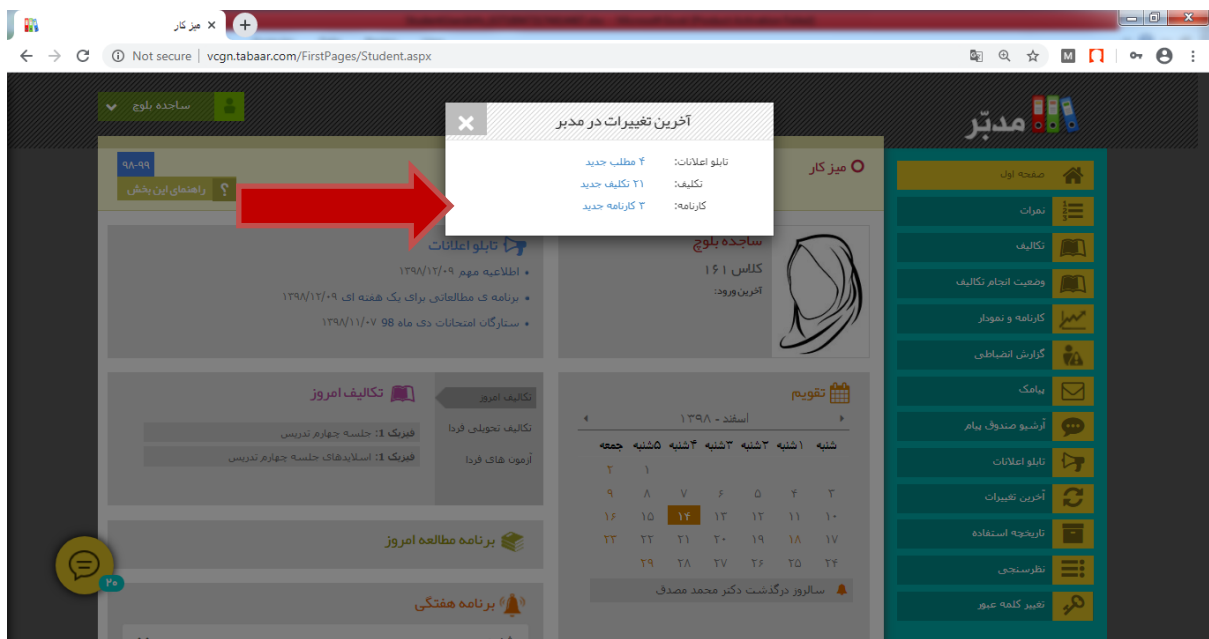 میز کار
Not secure | vcgn.tabaar.com/FirstPages/Student.aspx
مدبّر
ساجده بلوچ
آخرین تغییرات در مدبر
تابلو اعلانات: ۴ مطلب جدید
تکلیف: ۲۱ تکلیف جدید
کارنامه: ۳ کارنامه جدید
میز کار
۹۸-۹۹
راهنمای این بخش
صفحه اول
نمرات
تکالیف
وضعیت انجام تکالیف
کارنامه و نمودار
گزارش انضباطی
پیامک
آرشیو صندوق پیام
تابلو اعلانات
آخرین تغییرات
تاریخچه استفاده
نظرسنجی
تغییر کلمه عبور
ساجده بلوچ
کلاس ۱۶۱
آخرین ورود:
تابلو اعلانات
اطلاعیه مهم ۱۳۹۸/۱۲/۰۹
برنامه ی مطالعاتی برای یک هفته ای ۱۳۹۸/۱۲/۰۹
ستارگان امتحانات دی ماه 98 ۱۳۹۸/۱۱/۰۷
تقویم
اسفند - ۱۳۹۸
شنبه ۱شنبه ۲شنبه ۳شنبه ۴شنبه ۵شنبه جمعه
۱ ۲
۳ ۴ ۵ ۶ ۷ ۸ ۹
۱۰ ۱۱ ۱۲ ۱۳ ۱۴ ۱۵ ۱۶
۱۷ ۱۸ ۱۹ ۲۰ ۲۱ ۲۲ ۲۳
۲۴ ۲۵ ۲۶ ۲۷ ۲۸ ۲۹
سالروز درگذشت دکتر محمد مصدق
تکالیف امروز
تکالیف تحویلی فردا
آزمون های فردا
تکالیف امروز
فیزیک 1: جلسه چهارم تدریس
فیزیک 1: اسلایدهای جلسه چهارم تدریس
برنامه مطالعه امروز
برنامه هفتگی
۲۰